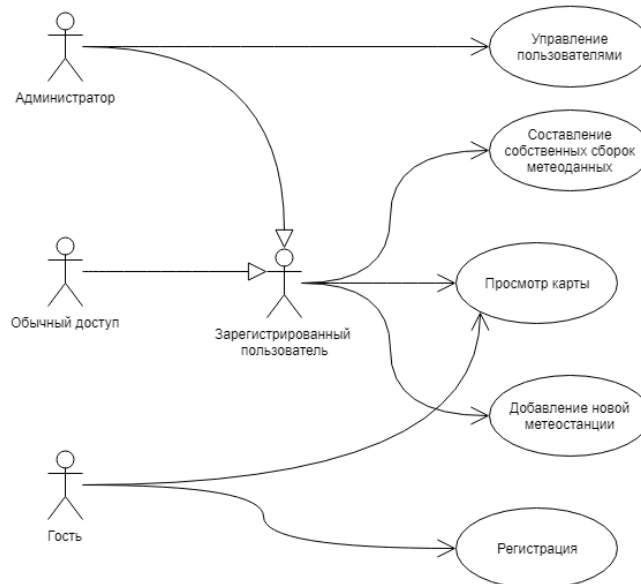 Управление
пользователями
Администратор
Составление
собственных сборок
метеоданных
Обычный доступ
Зарегистрированный
пользователь
Просмотр карты
Добавление новой
метеостанции
Гость
Регистрация